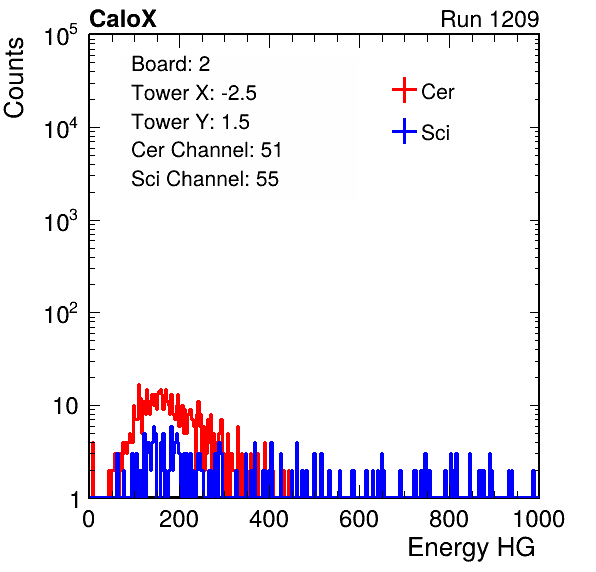 CaloX Run 1209
Counts
10^5
10^4
10^3
10^2
10
1
Board: 2
Tower X: -2.5
Tower Y: 1.5
Cer Channel: 51
Sci Channel: 55
Cer
Sci
0 200 400 600 800 1000
Energy HG